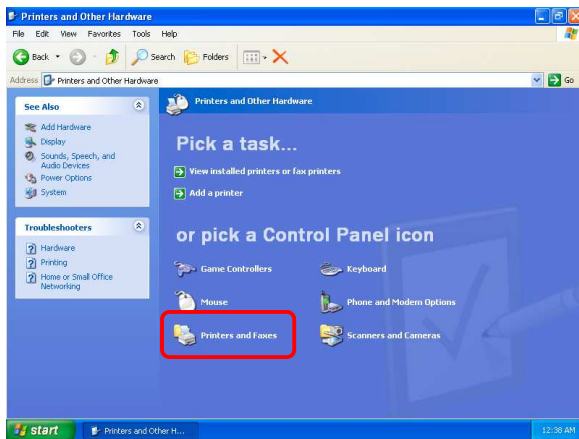 Printers and Other Hardware
File Edit View Favorites Tools Help
Back Search Folders
Address Printers and Other Hardware Go
See Also
Add Hardware
Display
Sounds, Speech, and
Audio Devices
Power Options
System
Troubleshooters
Hardware
Printing
Home or Small Office
Networking
Printers and Other Hardware
Pick a task...
View installed printers or fax printers
Add a printer
or pick a Control Panel icon
Game Controllers Keyboard
Mouse Phone and Modem Options
Printers and Faxes Scanners and Cameras
start Printers and Other H... 12:38 AM